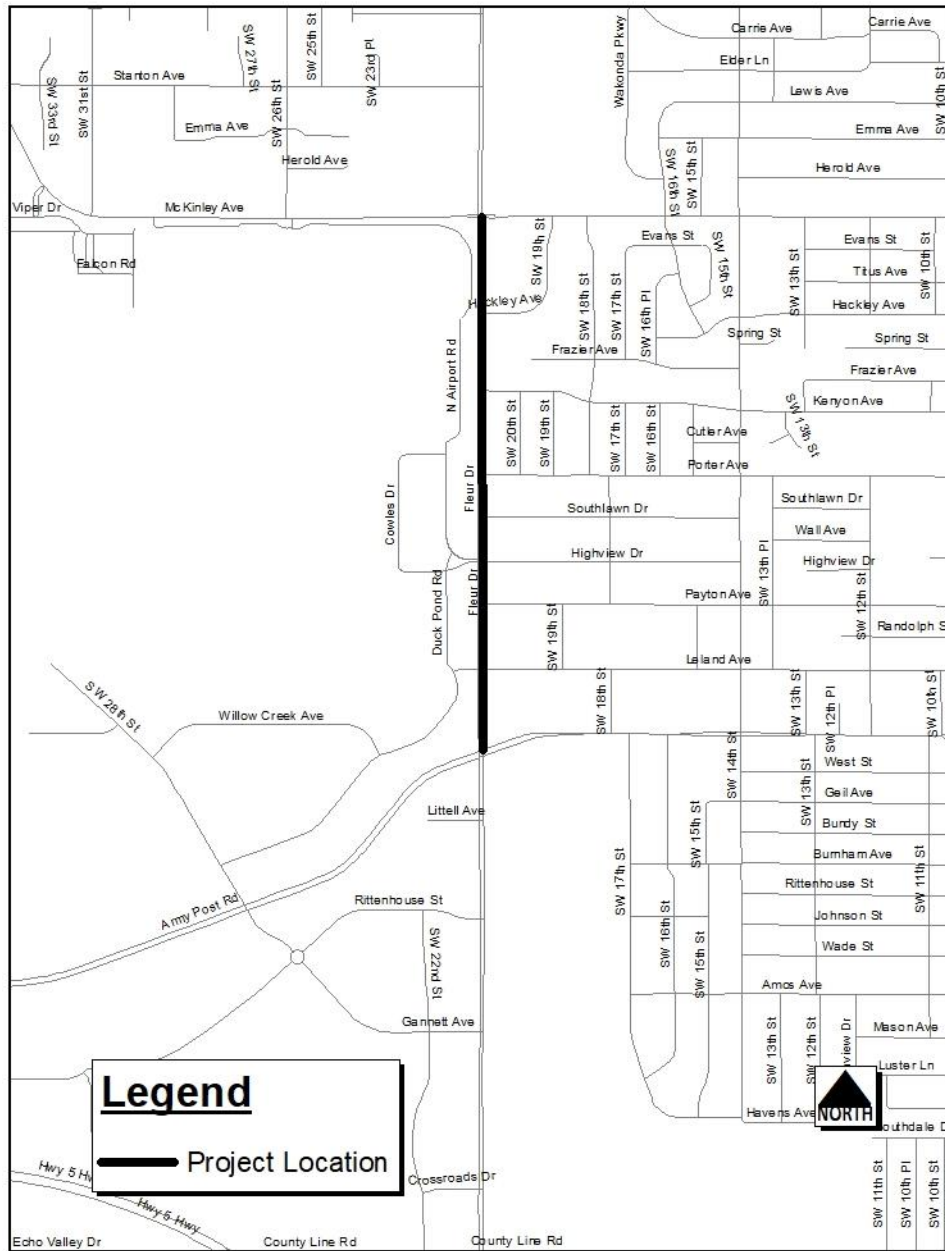 Carrie Ave
Carrie Ave
SW 25th St
SW 27th St
SW 23rd Pl
Wakonda Pkwy
Elder Ln
SW 33rd St
SW 31st St
Stanton Ave
SW 26th St
Lewis Ave
SW 10th St
Emma Ave
Emma Ave
Herold Ave
SW 16th St
SW 15th St
Herold Ave
Viper Dr
McKinley Ave
Falcon Rd
SW 19th St
Evans St
SW 15th St
Evans St
SW 10th St
SW 13th St
Titus Ave
Hackley Ave
SW 18th St
SW 17th St
SW 16th Pl
Hackley Ave
N Airport Rd
Spring St
Spring St
Frazier Ave
Frazier Ave
Kenyon Ave
SW 13th St
SW 20th St
SW 19th St
SW 17th St
SW 16th St
Cutler Ave
Porter Ave
Cowles Dr
Fleur Dr
Southlawn Dr
Southlawn Dr
Wall Ave
Highview Dr
Highview Dr
SW 13th Pl
Duck Pond Rd
Fleur Dr
Payton Ave
SW 12th St
Randolph S
SW 19th St
Leland Ave
SW 28th St
SW 18th St
SW 13th St
SW 12th Pl
SW 10th St
Willow Creek Ave
SW 14th St
West St
SW 13th St
Geil Ave
Littell Ave
SW 15th St
Bundy St
Burnham Ave
SW 17th St
SW 11th St
Army Post Rd
Rittenhouse St
Rittenhouse St
Johnson St
SW 16th St
SW 15th St
Wade St
SW 22nd St
Amos Ave
Gannett Ave
SW 13th St
SW 12th St
nview Dr
Mason Ave
Luster Ln
Legend
Project Location
NORTH
Havens Ave
outhdale D
Hwy 5 Hw
Hwy 5 Hwy
Crossroads Dr
SW 11th St
SW 10th Pl
SW 10th St
Echo Valley Dr
County Line Rd
County Line Rd